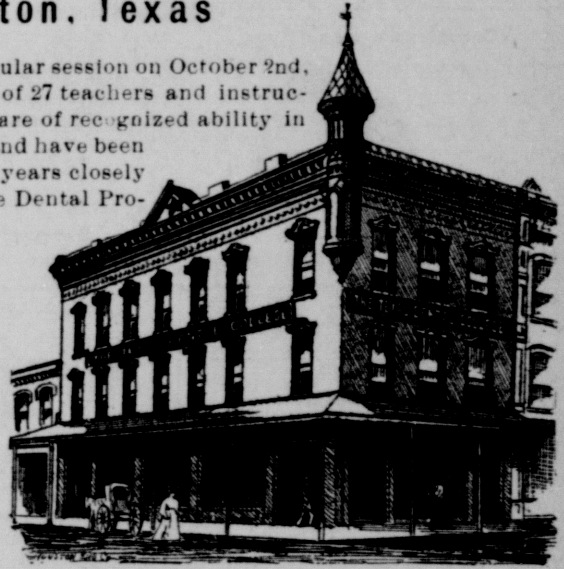 ton, Texas
ular session on October 2nd,
of 27 teachers and instruc-
are of recognized ability in
nd have been
years closely
e Dental Pro-